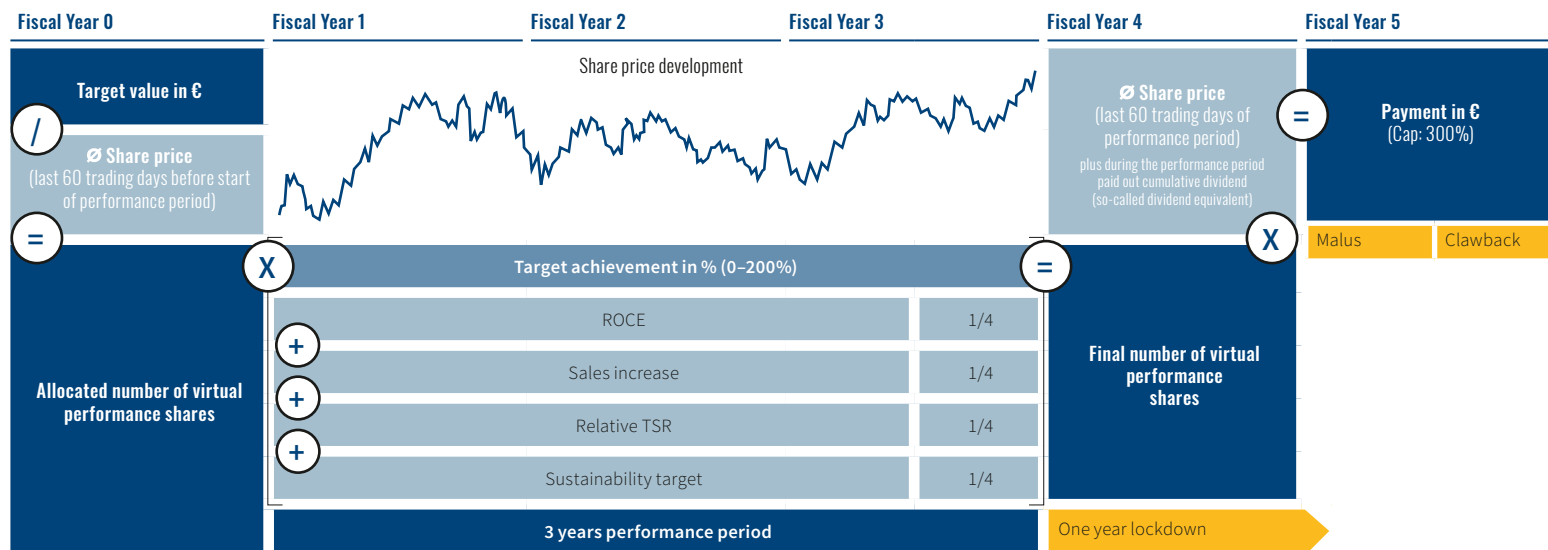 Fiscal Year 0
Fiscal Year 1
Fiscal Year 2
Fiscal Year 3
Fiscal Year 4
Fiscal Year 5
Target value in €
/
Ø Share price
(last 60 trading days before start
of performance period)
=
Allocated number of virtual
performance shares
Share price development
X
Target achievement in % (0–200%)
=
ROCE
1/4
+
Sales increase
1/4
+
Relative TSR
1/4
+
Sustainability target
1/4
3 years performance period
Ø Share price
(last 60 trading days of
performance period)
plus during the performance period
paid out cumulative dividend
(so-called dividend equivalent)
X
Final number of virtual
performance
shares
One year lockdown
=
Payment in €
(Cap: 300%)
Malus
Clawback